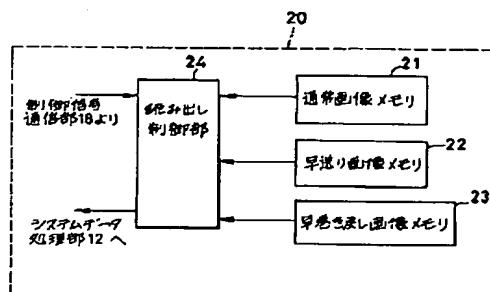 20
24
21
制御信号
通信部18より
読み出し
制御部
通常画像メモリ
22
早送り画像メモリ
23
システムデータ
処理部12へ
早巻きもどし画像メモリ